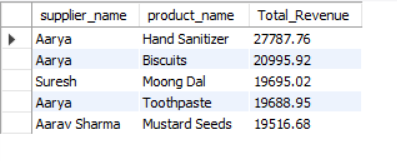 supplier_name product_name Total_Revenue
Aarya Hand Sanitizer 27787.76
Aarya Biscuits 20995.92
Suresh Moong Dal 19695.02
Aarya Toothpaste 19688.95
Aarav Sharma Mustard Seeds 19516.68